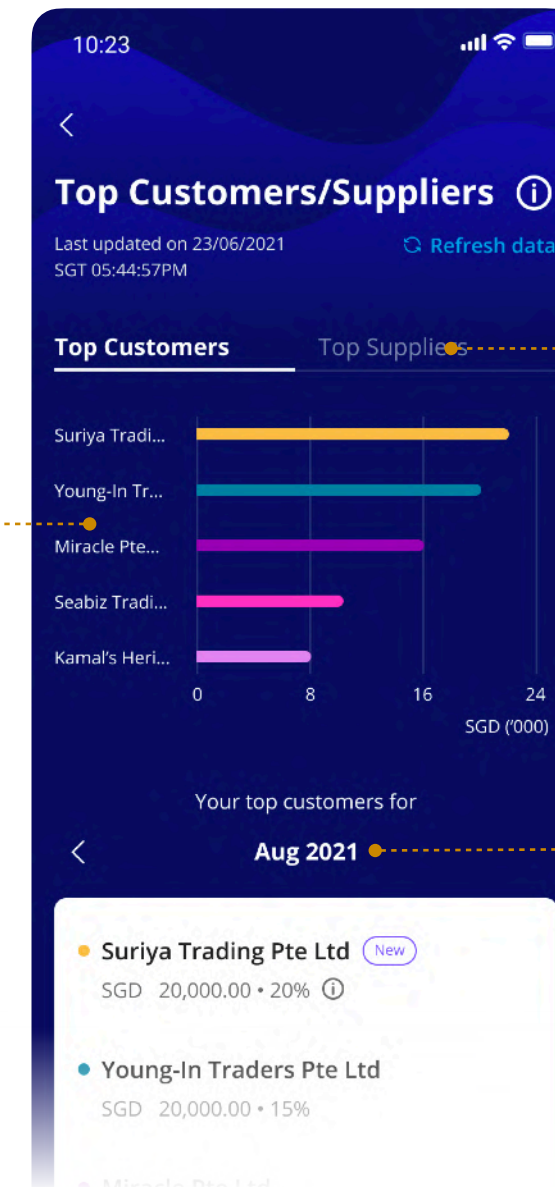 10:23
Top Customers/Suppliers
Last updated on 23/06/2021
SGT 05:44:57PM
Refresh data
Top Customers
Top Suppliers
Suriya Tradi...
Young-In Tr...
Miracle Pte...
Seabiz Tradi...
Kamal's Heri...
0 8 16 24
SGD ('000)
Your top customers for
Aug 2021
Suriya Trading Pte Ltd New
SGD 20,000.00 • 20%
Young-In Traders Pte Ltd
SGD 20,000.00 • 15%
Miracle Pte Ltd